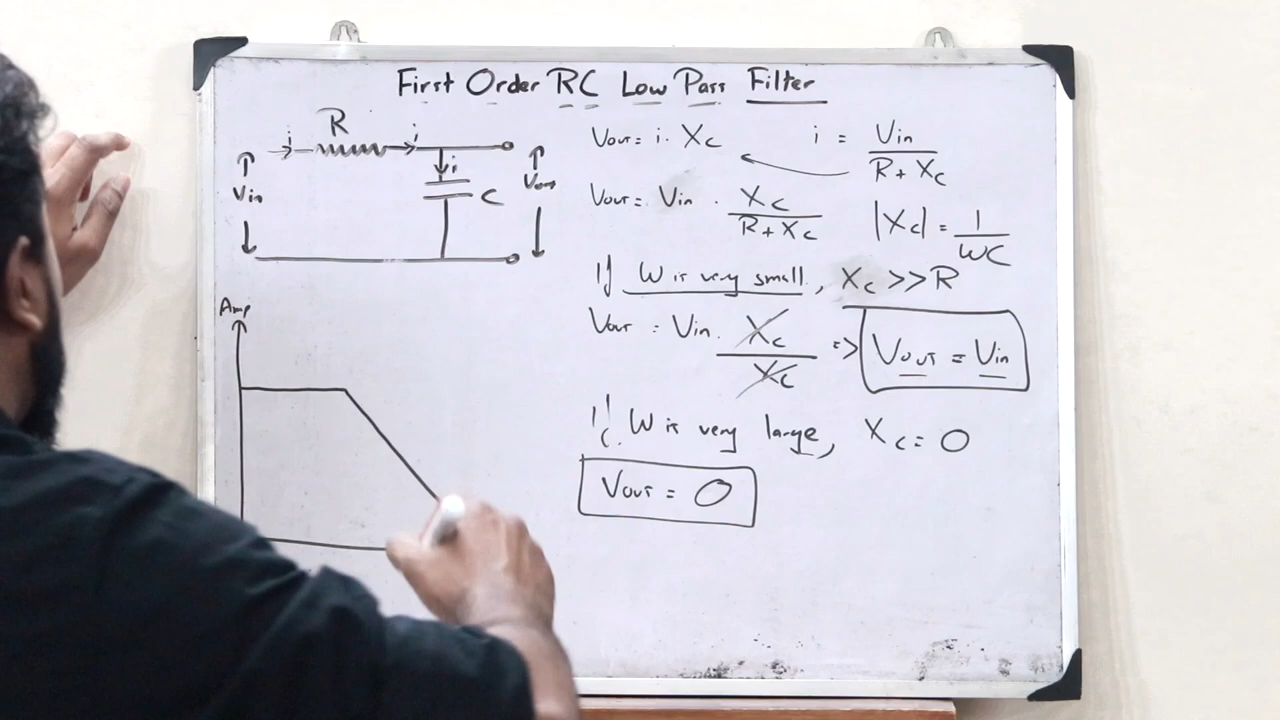 First Order RC Low Pass Filter
R
i i
i
Vin
C
Vout
Amp
Vout = i. Xc
i = Vin / R + Xc
Vout = Vin . Xc / R + Xc
|Xc| = 1 / WC
If W is very small, Xc >> R
Vout = Vin. Xc / Xc => Vout = Vin
If W is very large, Xc = 0
Vout = 0